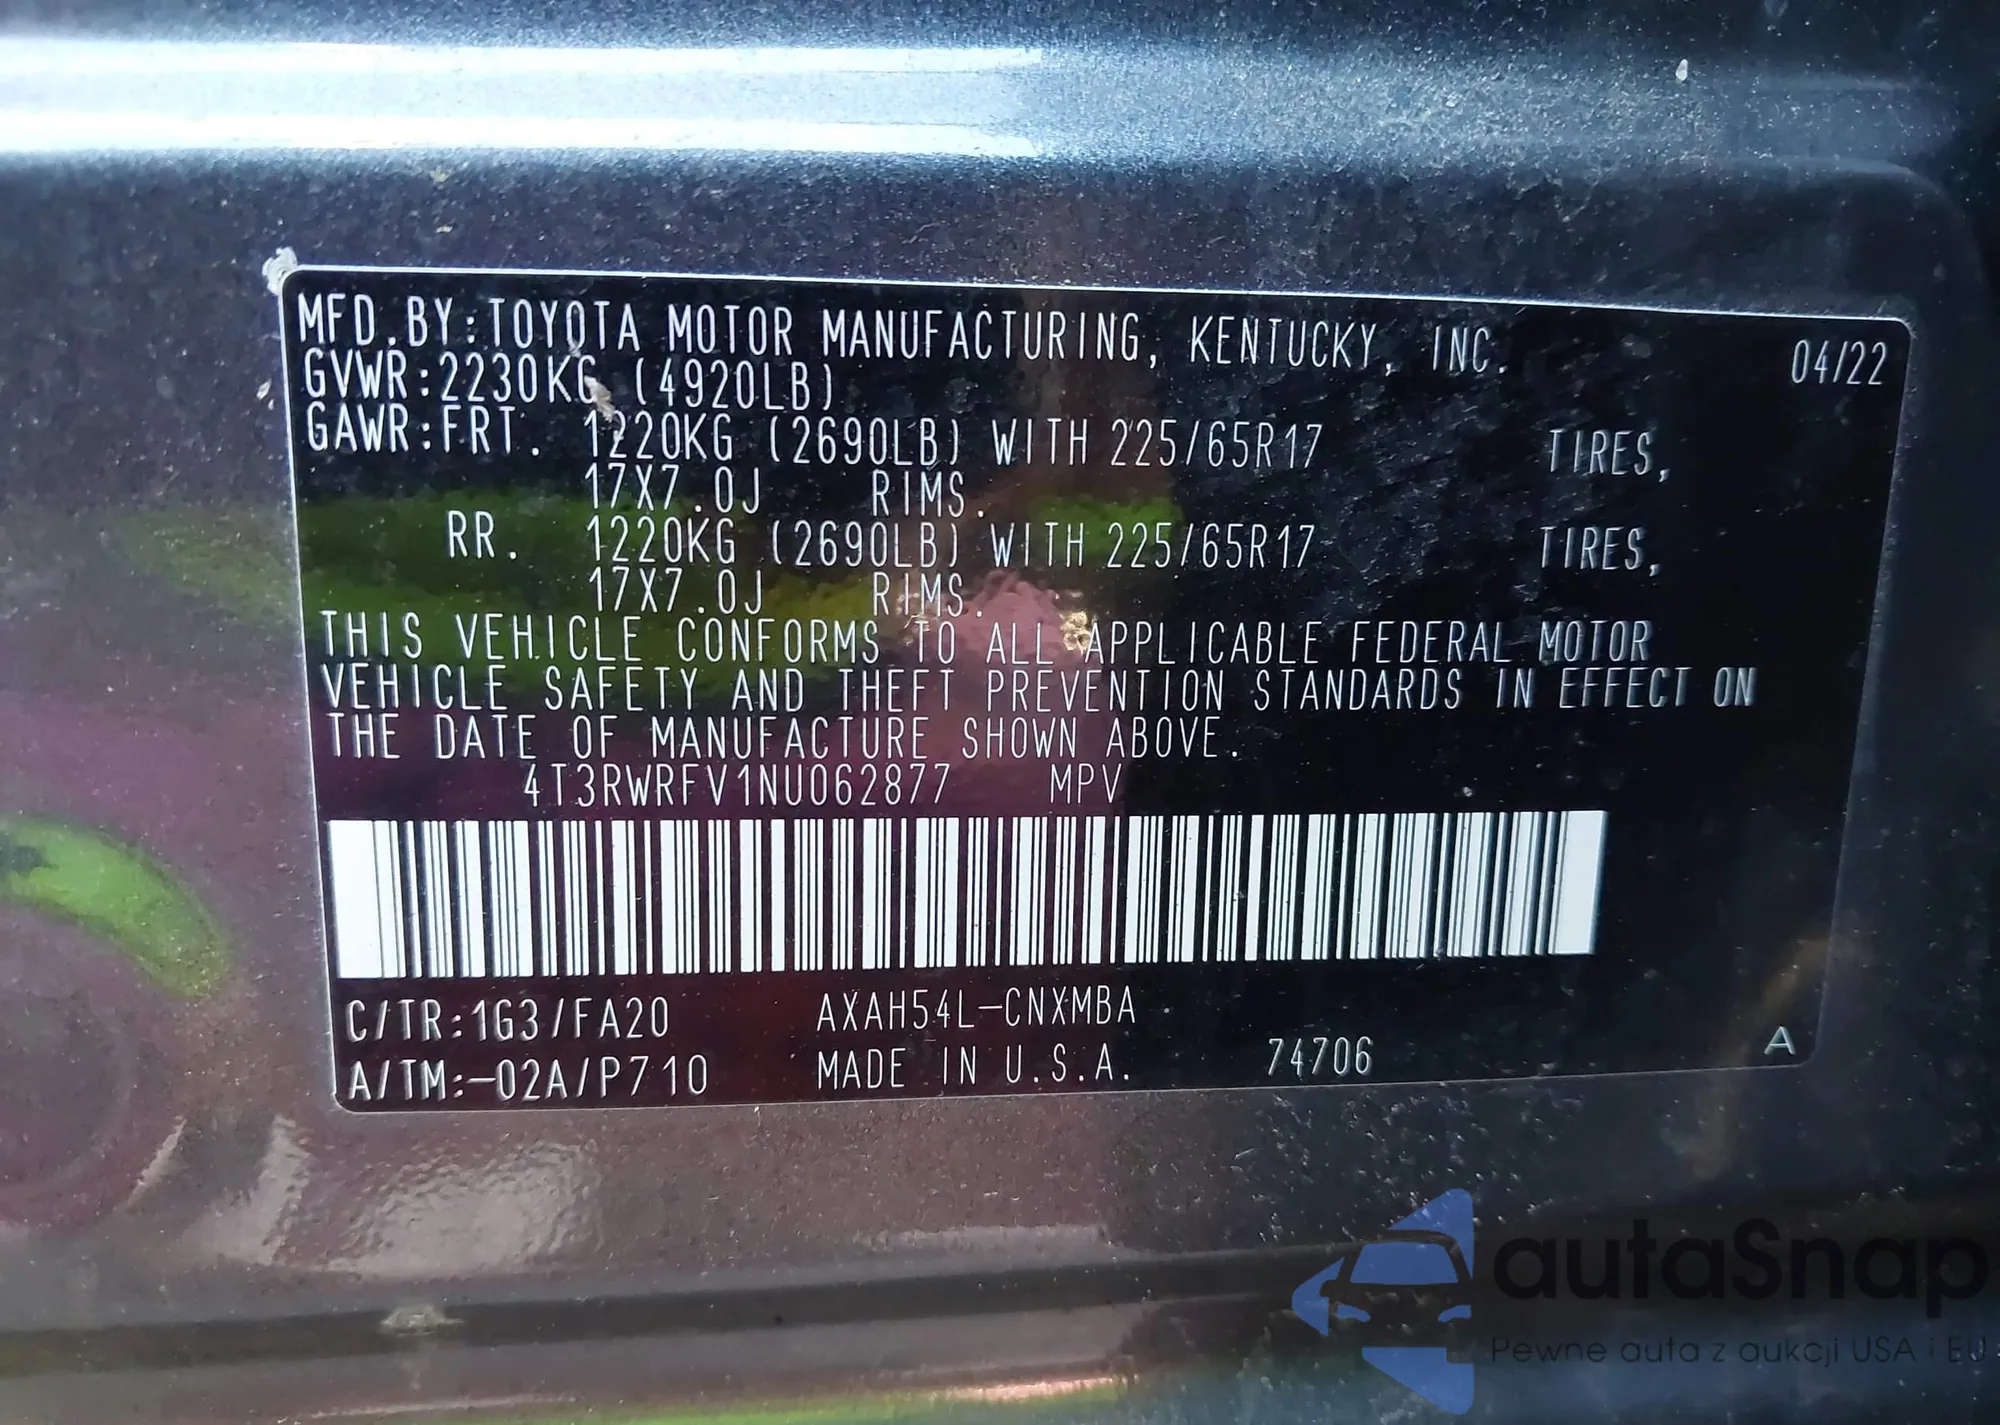 MFD.BY:TOYOTA MOTOR MANUFACTURING, KENTUCKY, INC. 04/22
GVWR:2230KG (4920LB)
GAWR:FRT. 1220KG (2690LB) WITH 225/65R17 TIRES,
17X7.0J RIMS.
RR. 1220KG (2690LB) WITH 225/65R17 TIRES,
17X7.0J RIMS.
THIS VEHICLE CONFORMS TO ALL APPLICABLE FEDERAL MOTOR
VEHICLE SAFETY AND THEFT PREVENTION STANDARDS IN EFFECT ON
THE DATE OF MANUFACTURE SHOWN ABOVE.
4T3RWRFV1NU062877 MPV
C/TR:1G3/FA20 AXAH54L-CNXMBA
A/TM:-02A/P710 MADE IN U.S.A. 74706 A
autaSnap
Pewne auta z aukcji USA i EU